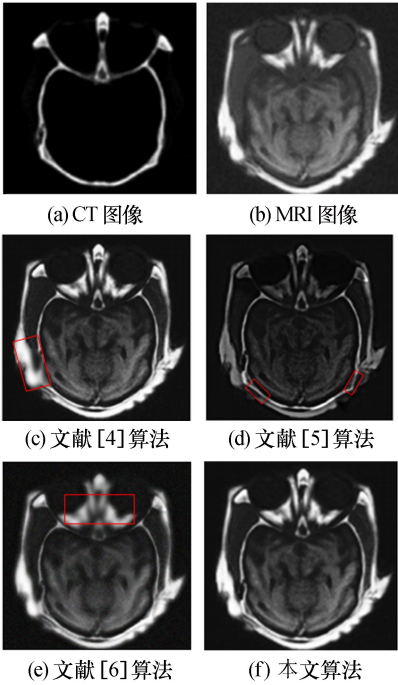 (a) CT 图像
(b) MRI 图像
(c) 文献 [4] 算法
(d) 文献 [5] 算法
(e) 文献 [6] 算法
(f) 本文算法